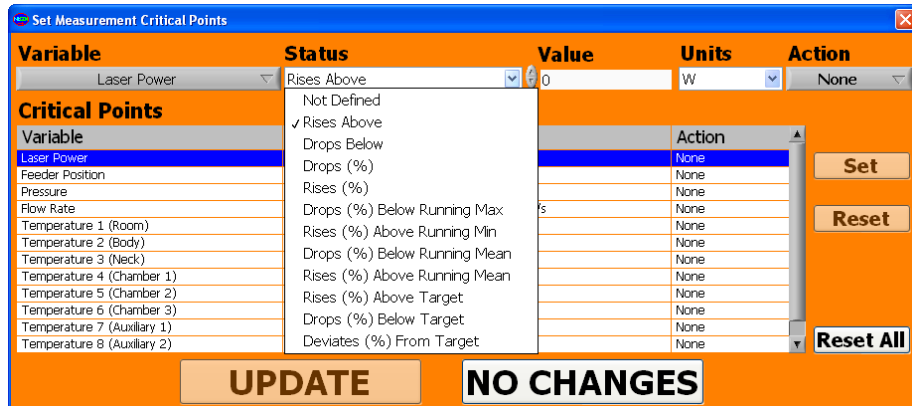 Set Measurement Critical Points
Variable Status Value Units Action
Laser Power Rises Above 0 W None
Critical Points
Not Defined
✓ Rises Above
Drops Below
Drops (%)
Rises (%)
Drops (%) Below Running Max
Rises (%) Above Running Min
Drops (%) Below Running Mean
Rises (%) Above Running Mean
Rises (%) Above Target
Drops (%) Below Target
Deviates (%) From Target
Variable Action
Laser Power None
Feeder Position None
Pressure None
Flow Rate None
Temperature 1 (Room) None
Temperature 2 (Body) None
Temperature 3 (Neck) None
Temperature 4 (Chamber 1) None
Temperature 5 (Chamber 2) None
Temperature 6 (Chamber 3) None
Temperature 7 (Auxiliary 1) None
Temperature 8 (Auxiliary 2) None
Set
Reset
Reset All
UPDATE NO CHANGES